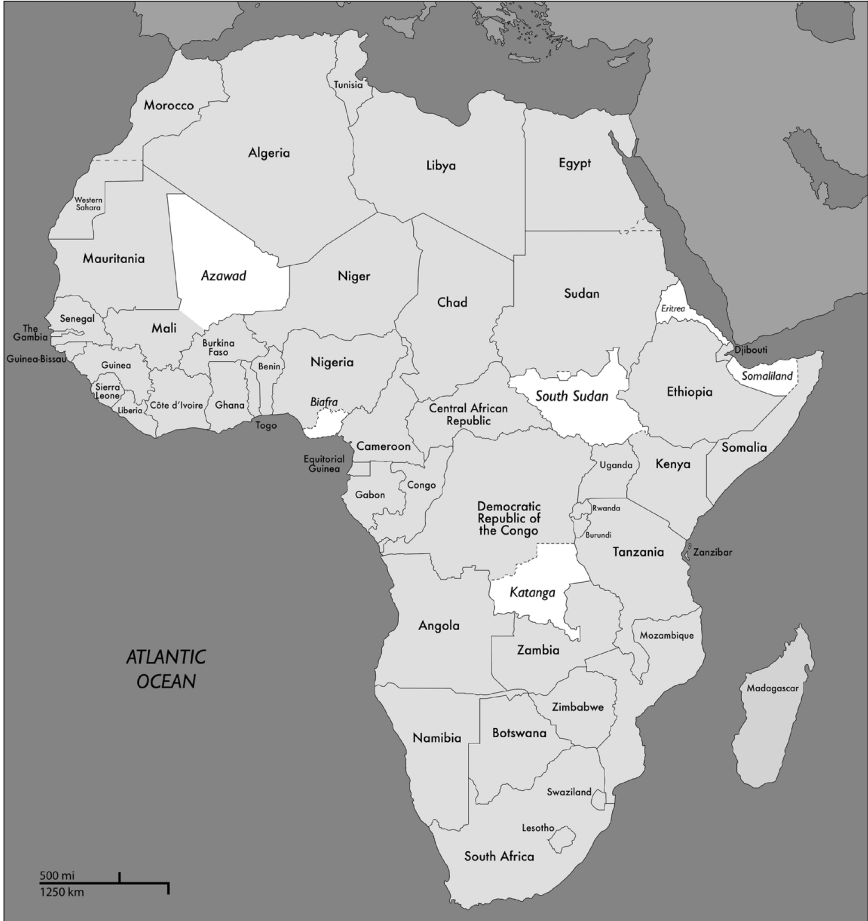 Tunisia
Morocco
Algeria
Libya
Egypt
Western
Sahara
Mauritania
Azawad
Niger
Chad
Sudan
Eritrea
Senegal
Mali
The
Gambia
Burkina
Faso
Djibouti
Guinea-Bissau
Guinea
Benin
Nigeria
Somaliland
Sierra
Leone
Liberia
Côte d'Ivoire
Ghana
Togo
Biafra
Central African
Republic
South Sudan
Ethiopia
Cameroon
Somalia
Equitorial
Guinea
Gabon
Congo
Uganda
Kenya
Democratic
Republic of
the Congo
Rwanda
Burundi
Tanzania
Zanzibar
Katanga
Angola
Zambia
Mozambique
ATLANTIC
OCEAN
Madagascar
Namibia
Botswana
Zimbabwe
Swaziland
Lesotho
South Africa
500 mi
1250 km